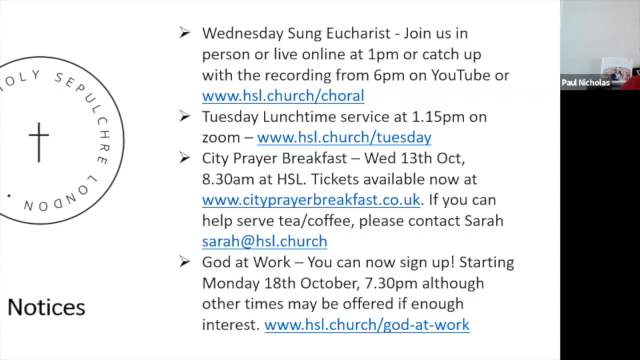 Wednesday Sung Eucharist - Join us in
person or live online at 1pm or catch up
with the recording from 6pm on YouTube or
www.hsl.church/choral
Tuesday Lunchtime service at 1.15pm on
zoom – www.hsl.church/tuesday
City Prayer Breakfast – Wed 13th Oct,
8.30am at HSL. Tickets available now at
www.cityprayerbreakfast.co.uk. If you can
help serve tea/coffee, please contact Sarah
sarah@hsl.church
God at Work – You can now sign up! Starting
Monday 18th October, 7.30pm although
other times may be offered if enough
interest. www.hsl.church/god-at-work
OLY SEPULCHRE LONDON
Notices
Paul Nicholas